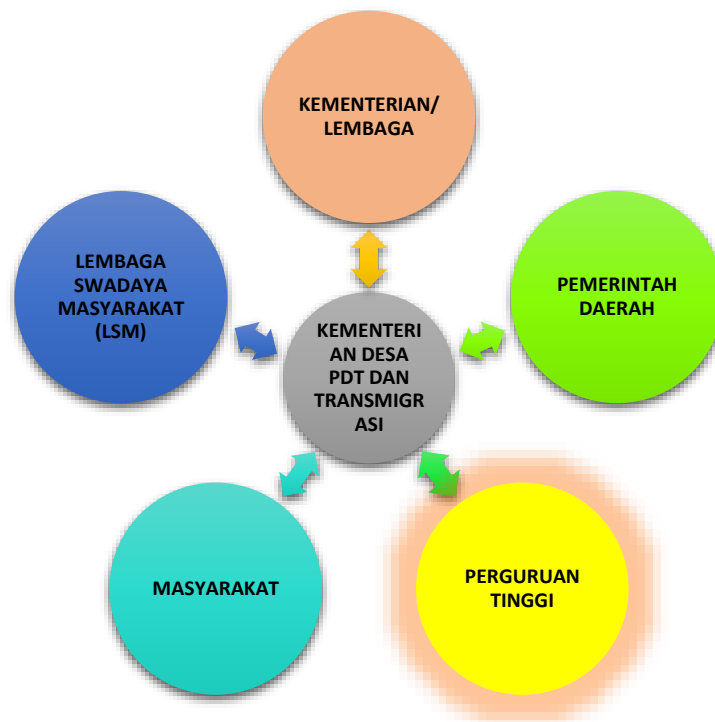 KEMENTERIAN/
LEMBAGA
LEMBAGA
SWADAYA
MASYARAKAT
(LSM)
PEMERINTAH
DAERAH
KEMENTERI
AN DESA
PDT DAN
TRANSMIGR
ASI
MASYARAKAT
PERGURUAN
TINGGI